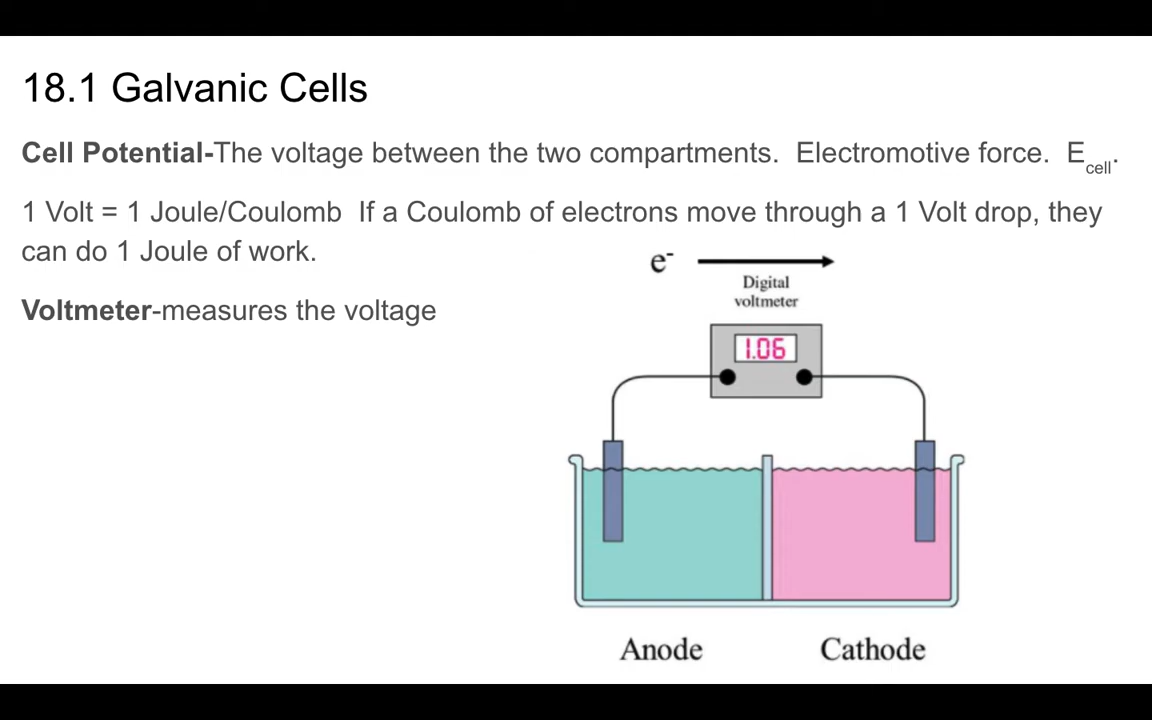 18.1 Galvanic Cells
Cell Potential-The voltage between the two compartments.  Electromotive force.  E cell.
1 Volt = 1 Joule/Coulomb  If a Coulomb of electrons move through a 1 Volt drop, they
can do 1 Joule of work.
Voltmeter-measures the voltage
e-
Digital
voltmeter
1.06
Anode
Cathode